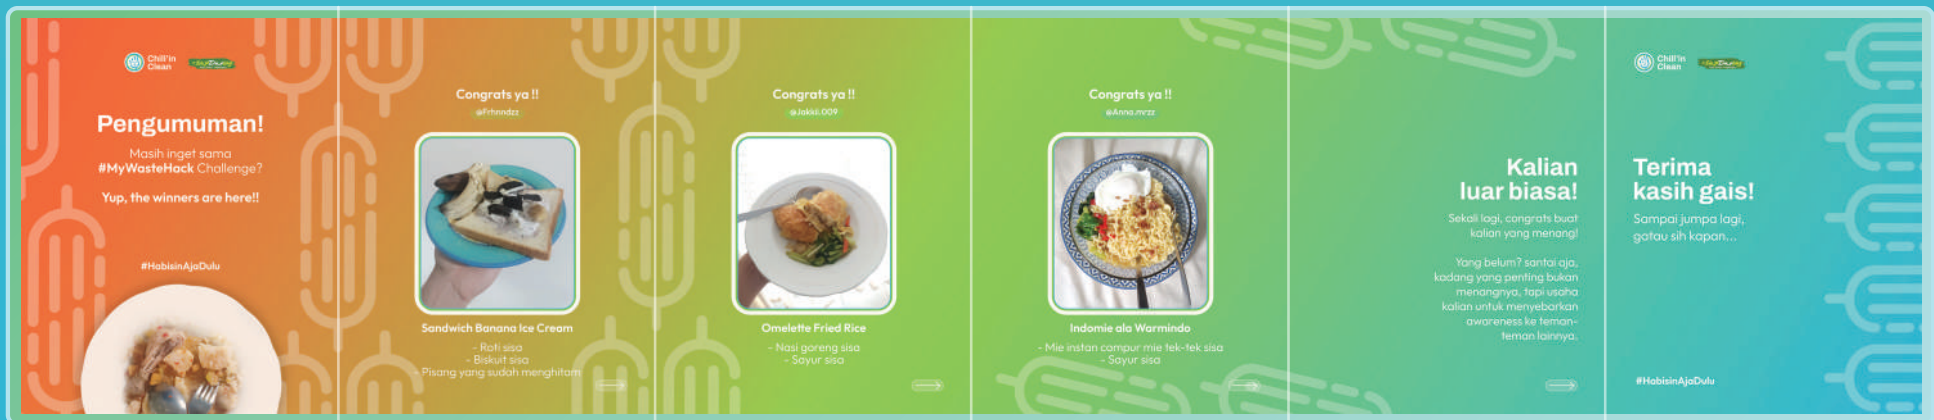 Chill'in
Clean
Pengumuman!
Masih inget sama
#MyWasteHack Challenge?
Yup, the winners are here!!
#HabisinAjaDulu
Congrats ya !!
@Frhnndzz
Sandwich Banana Ice Cream
- Roti sisa
- Biskuit sisa
- Pisang yang sudah menghitam
Congrats ya !!
@Jakkii.009
Omelette Fried Rice
- Nasi goreng sisa
- Sayur sisa
Congrats ya !!
@Anna.mrzz
Indomie ala Warmindo
- Mie instan campur mie tek-tek sisa
- Sayur sisa
Kalian
luar biasa!
Sekali lagi, congrats buat
kalian yang menang!
Yang belum? santai aja,
kadang yang penting bukan
menangnya, tapi usaha
kalian untuk menyebarkan
awareness ke teman-
teman lainnya.
Chill'in
Clean
Terima
kasih gais!
Sampai jumpa lagi,
gatau sih kapan...
#HabisinAjaDulu